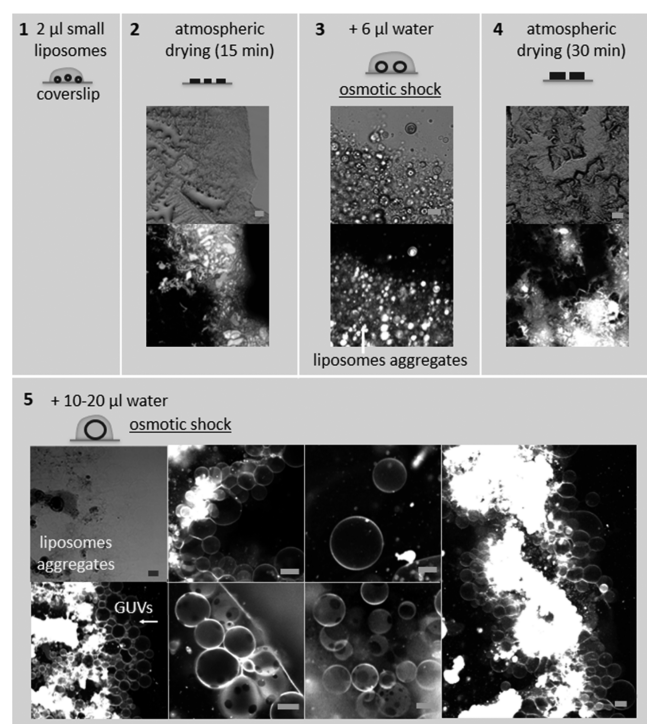 1 2 µl small
liposomes
coverslip
2 atmospheric
drying (15 min)
3 + 6 µl water
osmotic shock
liposomes aggregates
4 atmospheric
drying (30 min)
5 + 10-20 µl water
osmotic shock
liposomes
aggregates
GUVs